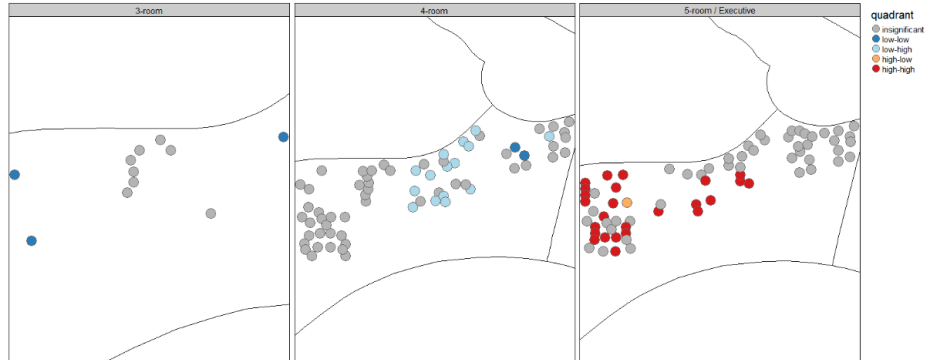 3-room
4-room
5-room / Executive
quadrant
insignificant
low-low
low-high
high-low
high-high